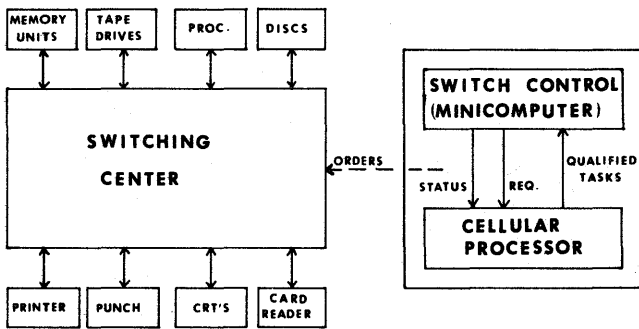 MEMORY UNITS
TAPE DRIVES
PROC.
DISCS
SWITCHING
CENTER
PRINTER
PUNCH
CRT'S
CARD READER
ORDERS
SWITCH CONTROL
(MINICOMPUTER)
STATUS
REQ.
QUALIFIED
TASKS
CELLULAR
PROCESSOR